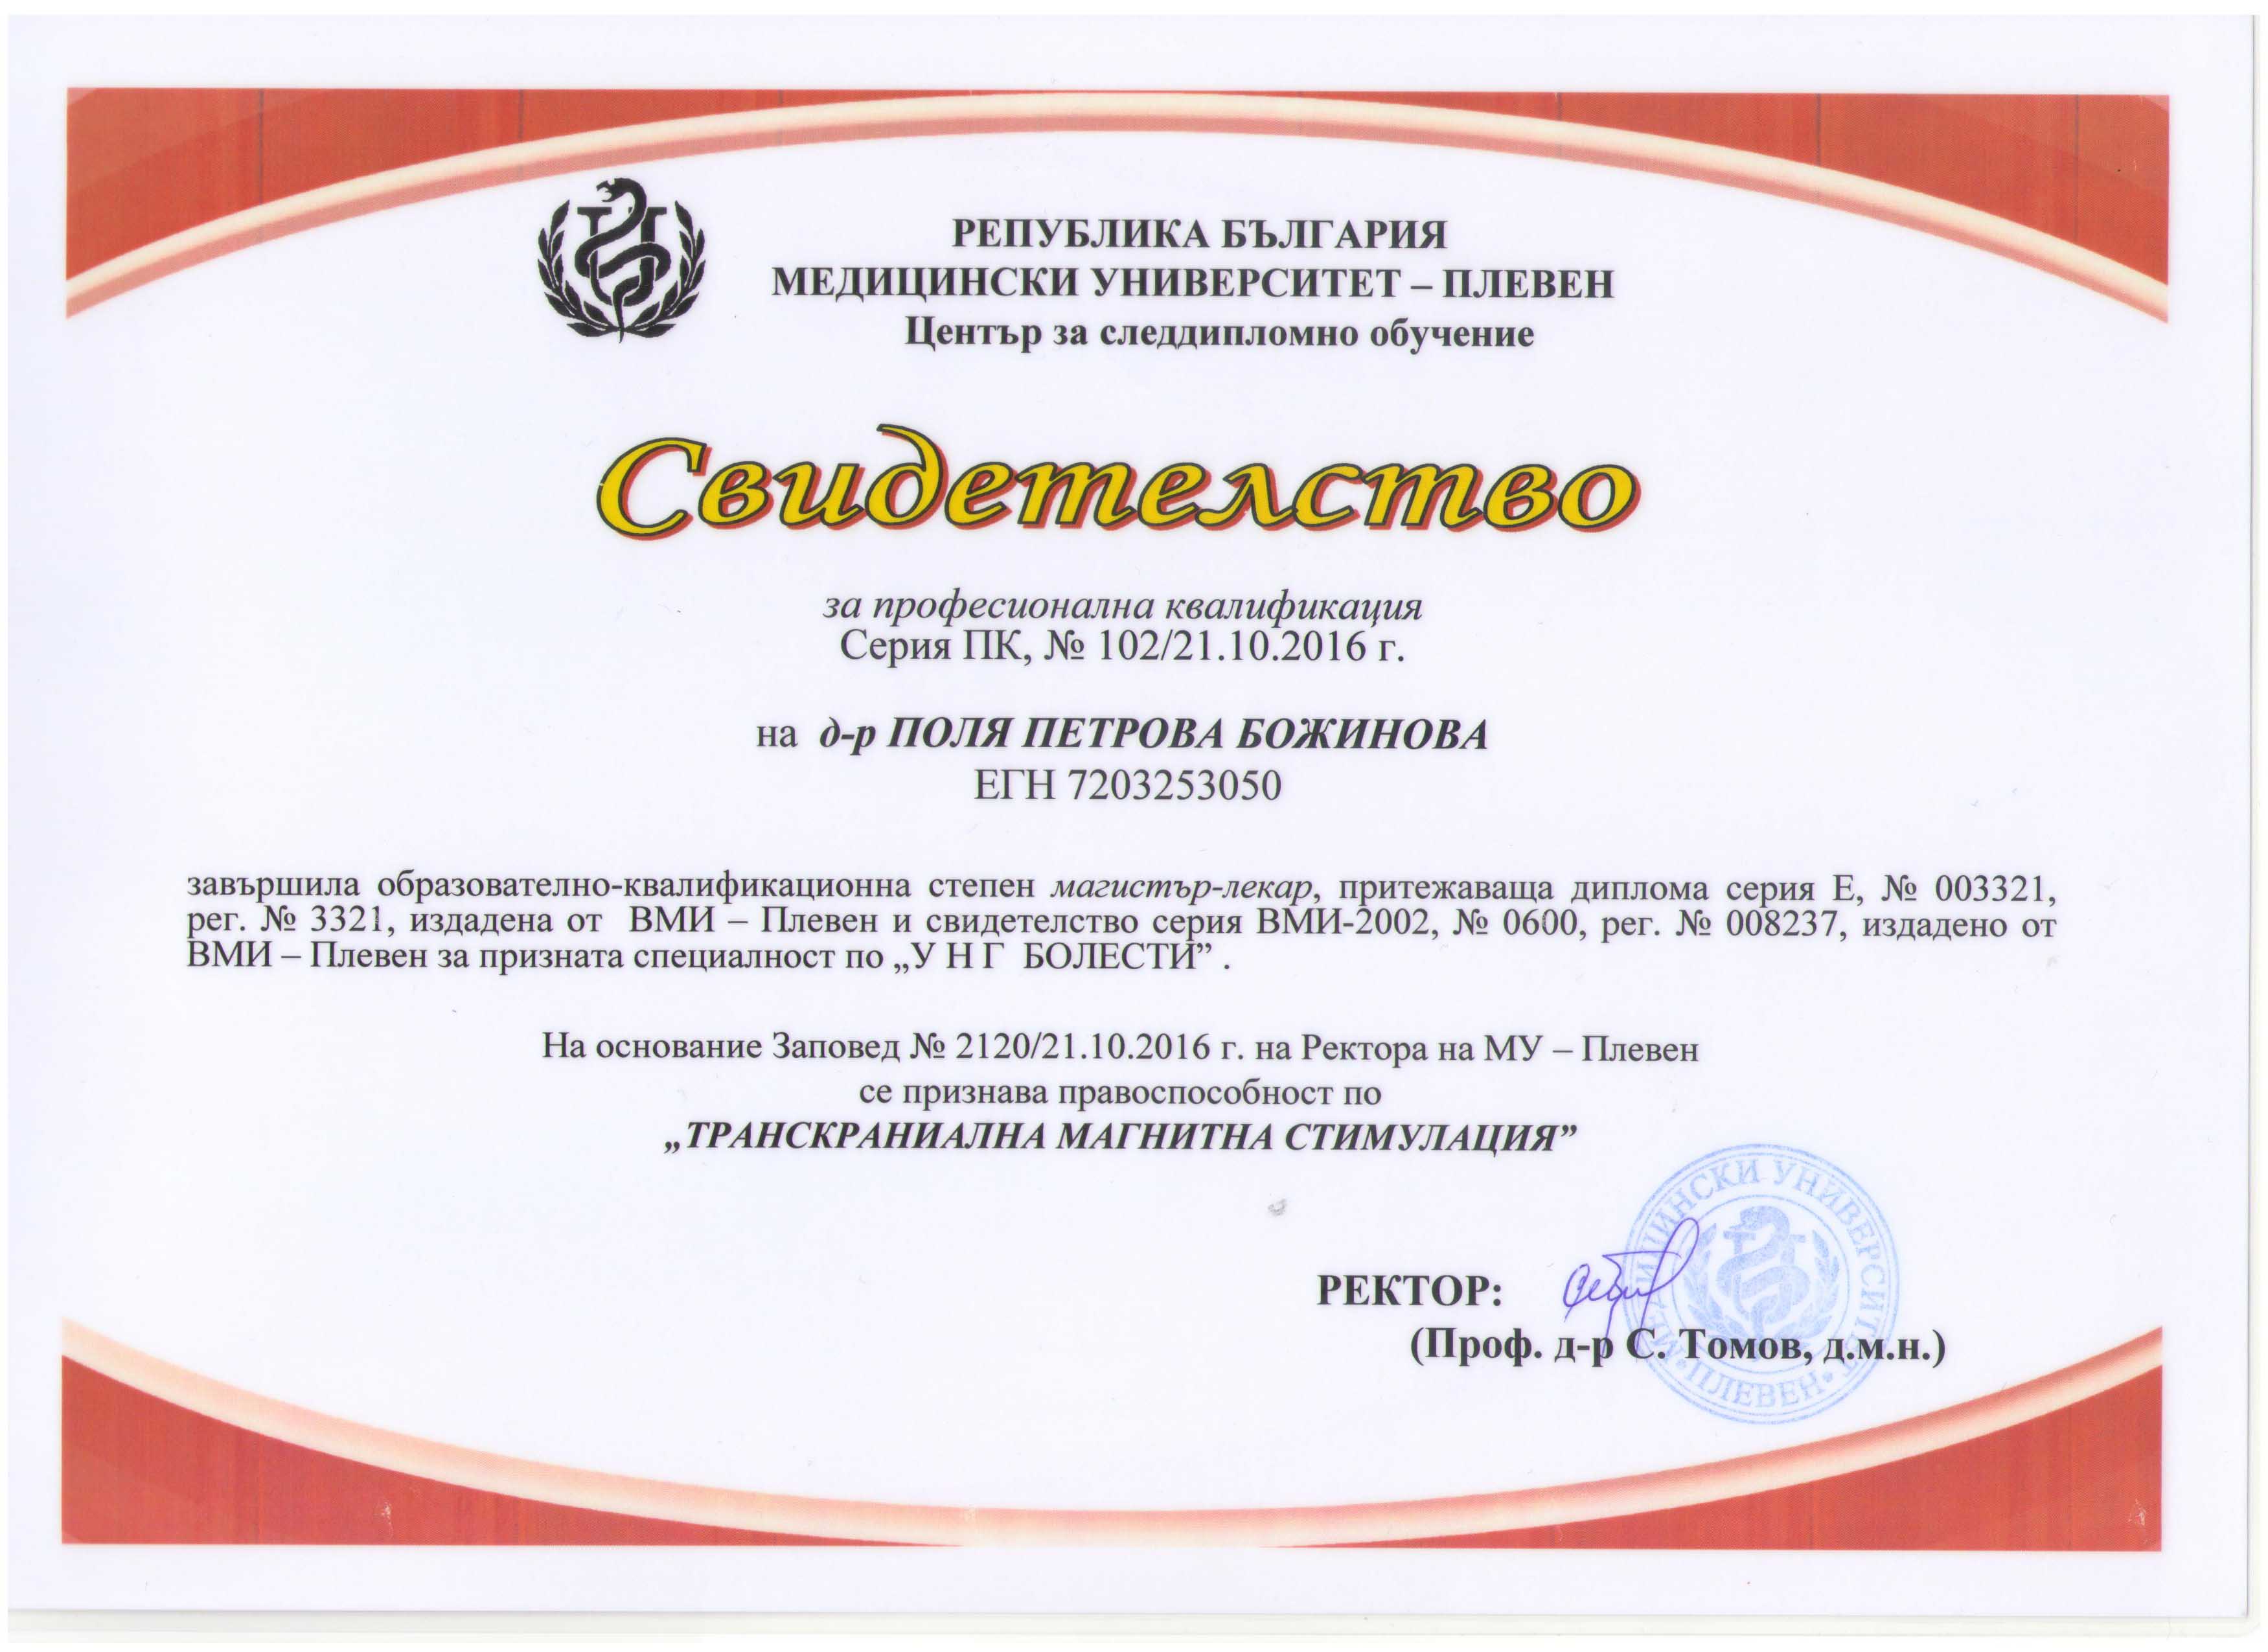 РЕПУБЛИКА БЪЛГАРИЯ
МЕДИЦИНСКИ УНИВЕРСИТЕТ – ПЛЕВЕН
Център за следдипломно обучение
Свидетелство
за професионална квалификация
Серия ПК, № 102/21.10.2016 г.
на д-р ПОЛЯ ПЕТРОВА БОЖИНОВА
ЕГН 7203253050
завършила образователно-квалификационна степен магистър-лекар, притежаваща диплома серия Е, № 003321,
рег. № 3321, издадена от ВМИ – Плевен и свидетелство серия ВМИ-2002, № 0600, рег. № 008237, издадено от
ВМИ – Плевен за призната специалност по „У Н Г БОЛЕСТИ” .
На основание Заповед № 2120/21.10.2016 г. на Ректора на МУ – Плевен
се признава правоспособност по
„ТРАНСКРАНИАЛНА МАГНИТНА СТИМУЛАЦИЯ”
РЕКТОР:
(Проф. д-р С. Томов, д.м.н.)
МЕДИЦИНСКИ УНИВЕРСИТЕТ
• ПЛЕВЕН •